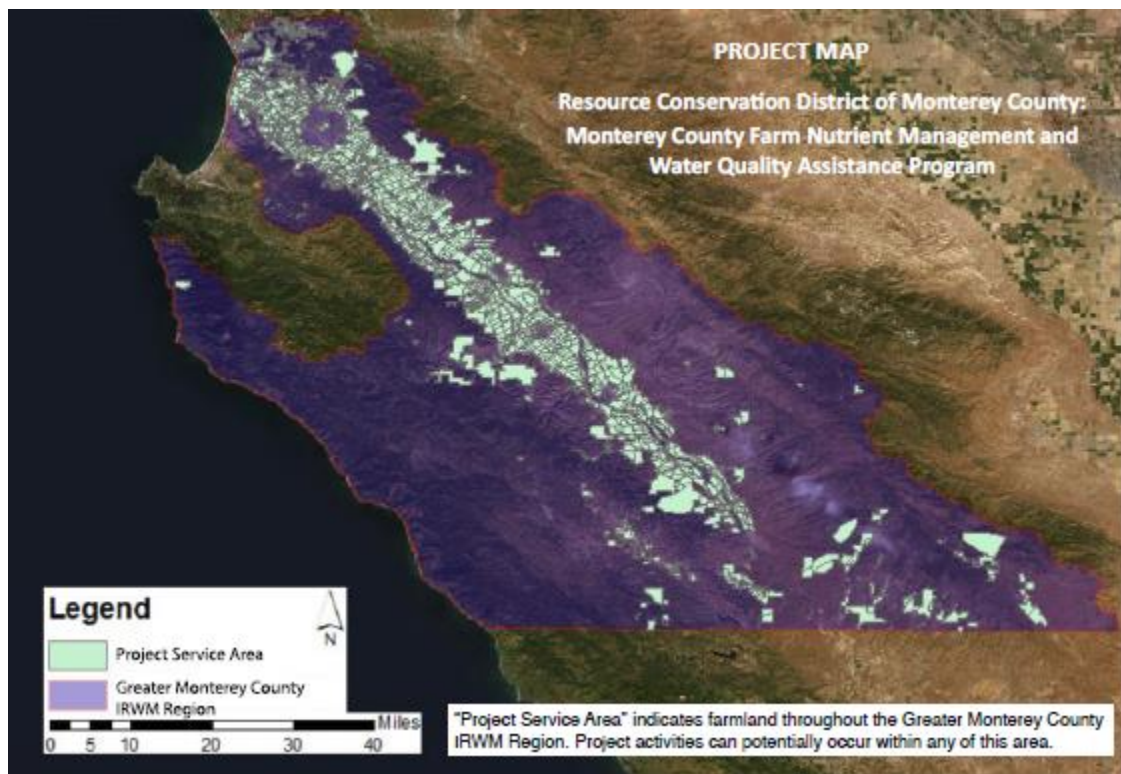 PROJECT MAP
Resource Conservation District of Monterey County:
Monterey County Farm Nutrient Management and
Water Quality Assistance Program
Legend
N
Project Service Area
Greater Monterey County
IRWM Region
Miles
0 5 10 20 30 40
"Project Service Area" indicates farmland throughout the Greater Monterey County
IRWM Region. Project activities can potentially occur within any of this area.